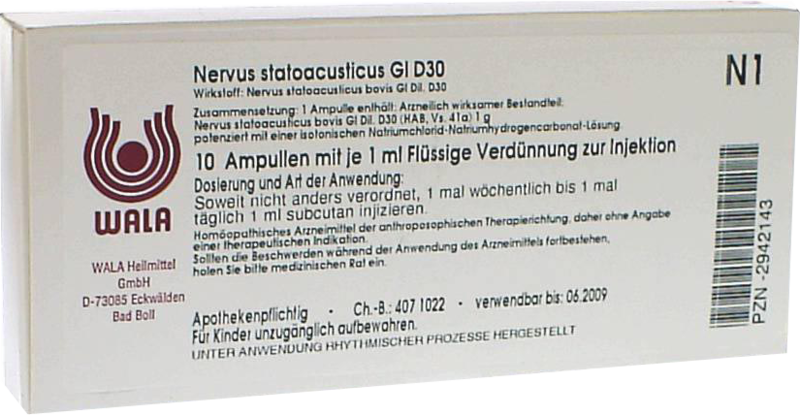 Nervus statoacusticus Gl D30
Wirkstoff: Nervus statoacusticus bovis Gl Dil. D30
N1
Zusammensetzung: 1 Ampulle enthält: Arzneilich wirksamer Bestandteil:
Nervus statoacusticus bovis Gl Dil. D30 (HAB, Vs. 41a) 1 g
potenziert mit einer isotonischen Natriumchlorid-Natriumhydrogencarbonat-Lösung.
10 Ampullen mit je 1 ml Flüssige Verdünnung zur Injektion
Dosierung und Art der Anwendung:
Soweit nicht anders verordnet, 1 mal wöchentlich bis 1 mal
täglich 1 ml subcutan injizieren.
Homöopathisches Arzneimittel der anthroposophischen Therapierichtung, daher ohne Angabe
einer therapeutischen Indikation.
Sollten die Beschwerden während der Anwendung des Arzneimittels fortbestehen,
holen Sie bitte medizinischen Rat ein.
Apothekenpflichtig · Ch.-B.: 407 1022 · verwendbar bis: 06.2009
Für Kinder unzugänglich aufbewahren.
UNTER ANWENDUNG RHYTHMISCHER PROZESSE HERGESTELLT
WALA
WALA Heilmittel
GmbH
D-73085 Eckwälden
Bad Boll
PZN -2942143